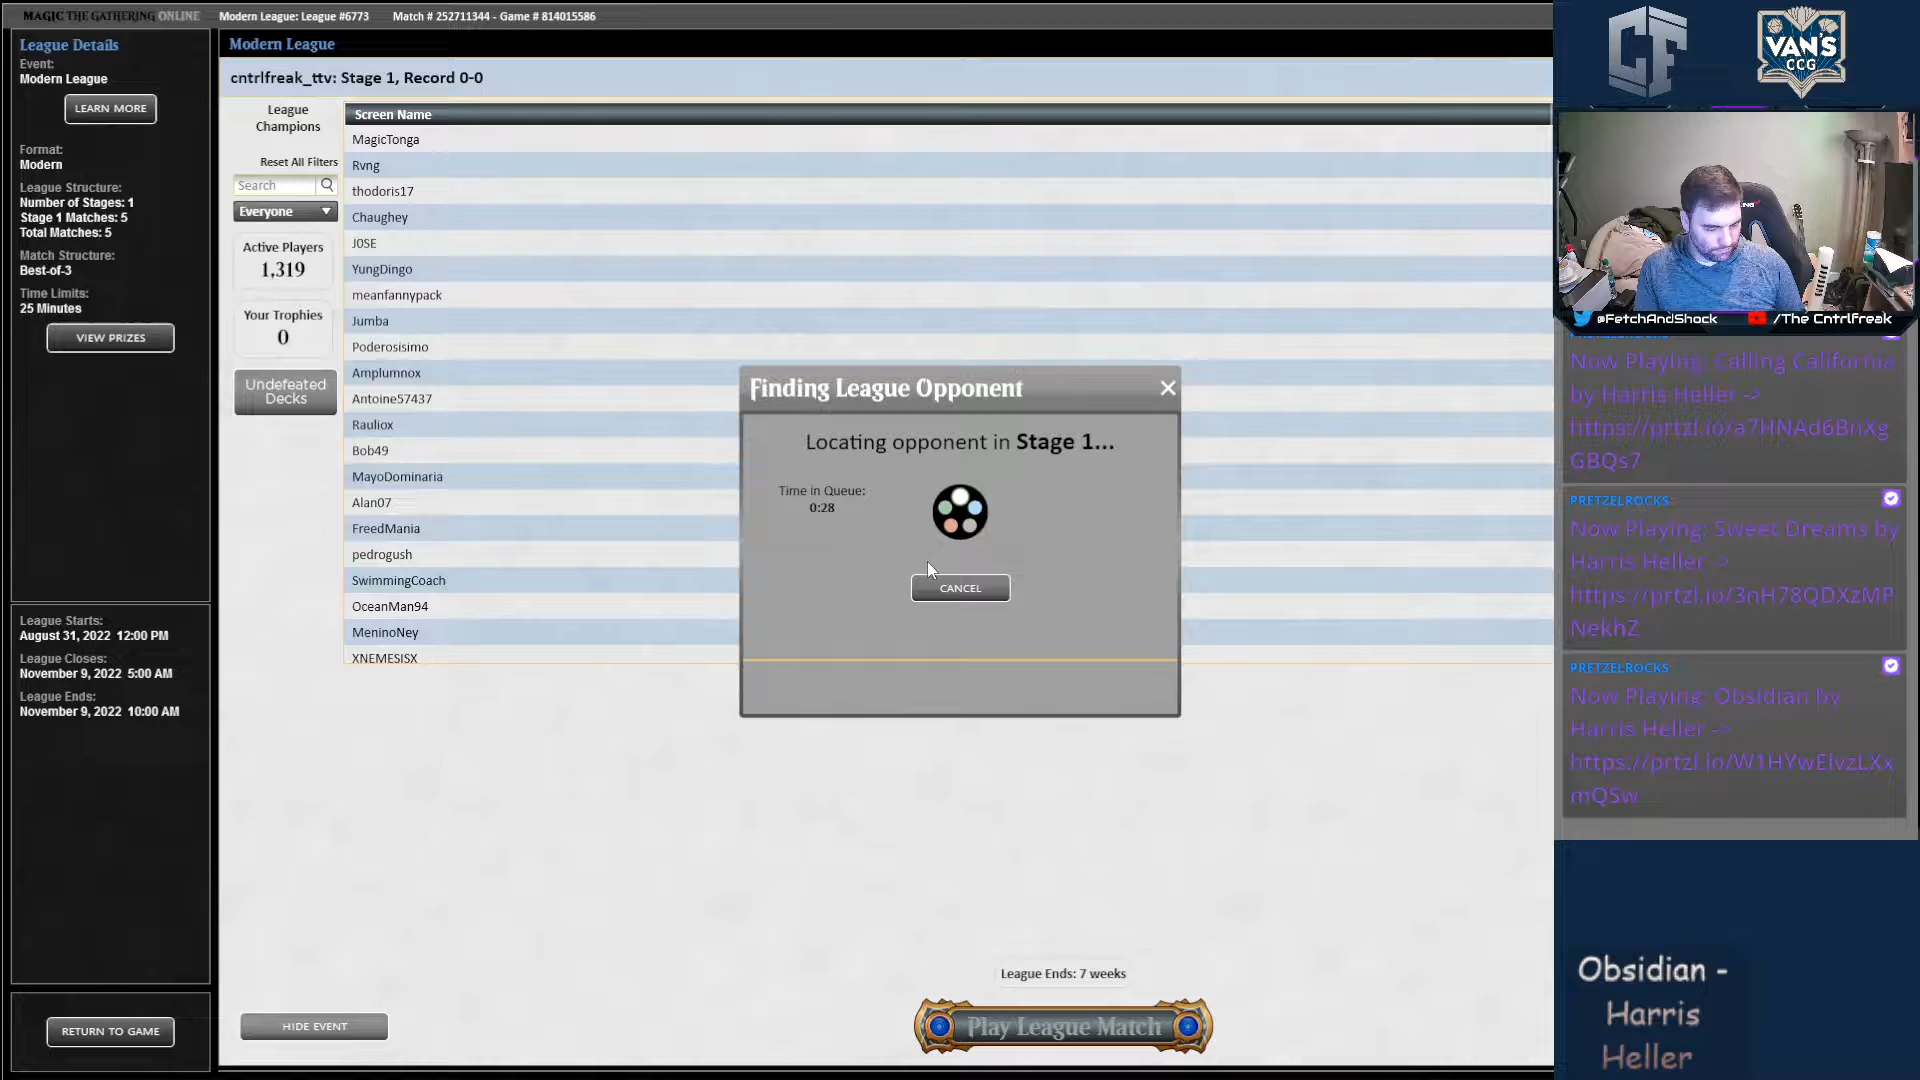 MAGIC THE GATHERING ONLINE
Modern League: League #6773
Match # 252711344 - Game # 814015586
League Details
Event:
Modern League
LEARN MORE
Format:
Modern
League Structure:
Number of Stages: 1
Stage 1 Matches: 5
Total Matches: 5
Match Structure:
Best-of-3
Time Limits:
25 Minutes
VIEW PRIZES
League Starts:
August 31, 2022 12:00 PM
League Closes:
November 9, 2022 5:00 AM
League Ends:
November 9, 2022 10:00 AM
RETURN TO GAME
Modern League
cntrlfreak_ttv: Stage 1, Record 0-0
League
Champions
Reset All Filters
Search
Everyone
Active Players
1,319
Your Trophies
0
Undefeated
Decks
Screen Name
MagicTonga
Rvng
thodoris17
Chaughey
J0SE
YungDingo
meanfannypack
Jumba
Poderosisimo
Amplumnox
Antoine57437
Rauliox
Bob49
MayoDominaria
Alan07
FreedMania
pedrogush
SwimmingCoach
OceanMan94
MeninoNey
XNEMESISX
Finding League Opponent
Locating opponent in Stage 1...
Time in Queue:
0:28
CANCEL
League Ends: 7 weeks
HIDE EVENT
Play League Match
CF
VAN'S
CCG
@FetchAndShock
/The Cntrlfreak
Now Playing: Calling California
by Harris Heller ->
https://prtzl.io/a7HNAd6BnXg
GBQs7
PRETZELROCKS
Now Playing: Sweet Dreams by
Harris Heller ->
https://prtzl.io/3nH78QDXzMP
NekhZ
PRETZELROCKS
Now Playing: Obsidian by
Harris Heller ->
https://prtzl.io/W1HYwElvzLXx
mQSw
Obsidian -
Harris
Heller